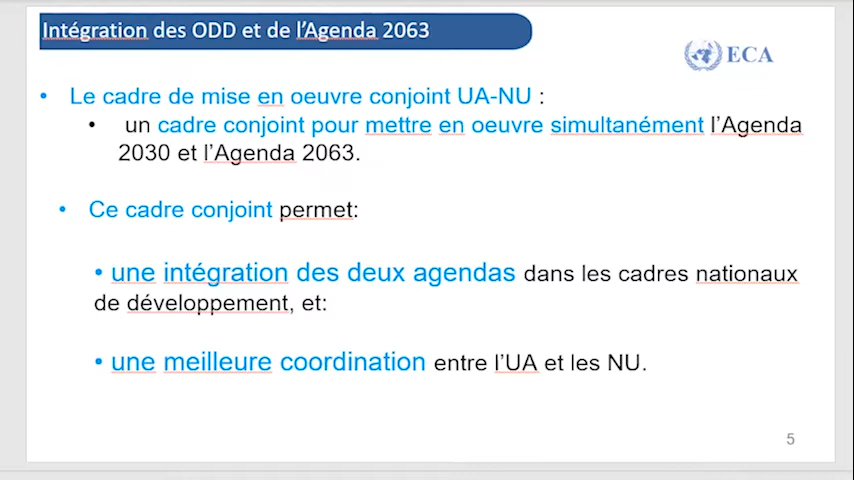 Intégration des ODD et de l'Agenda 2063
ECA
• Le cadre de mise en oeuvre conjoint UA-NU :
• un cadre conjoint pour mettre en oeuvre simultanément l'Agenda
2030 et l'Agenda 2063.
• Ce cadre conjoint permet:
• une intégration des deux agendas dans les cadres nationaux
de développement, et:
• une meilleure coordination entre l'UA et les NU.
5